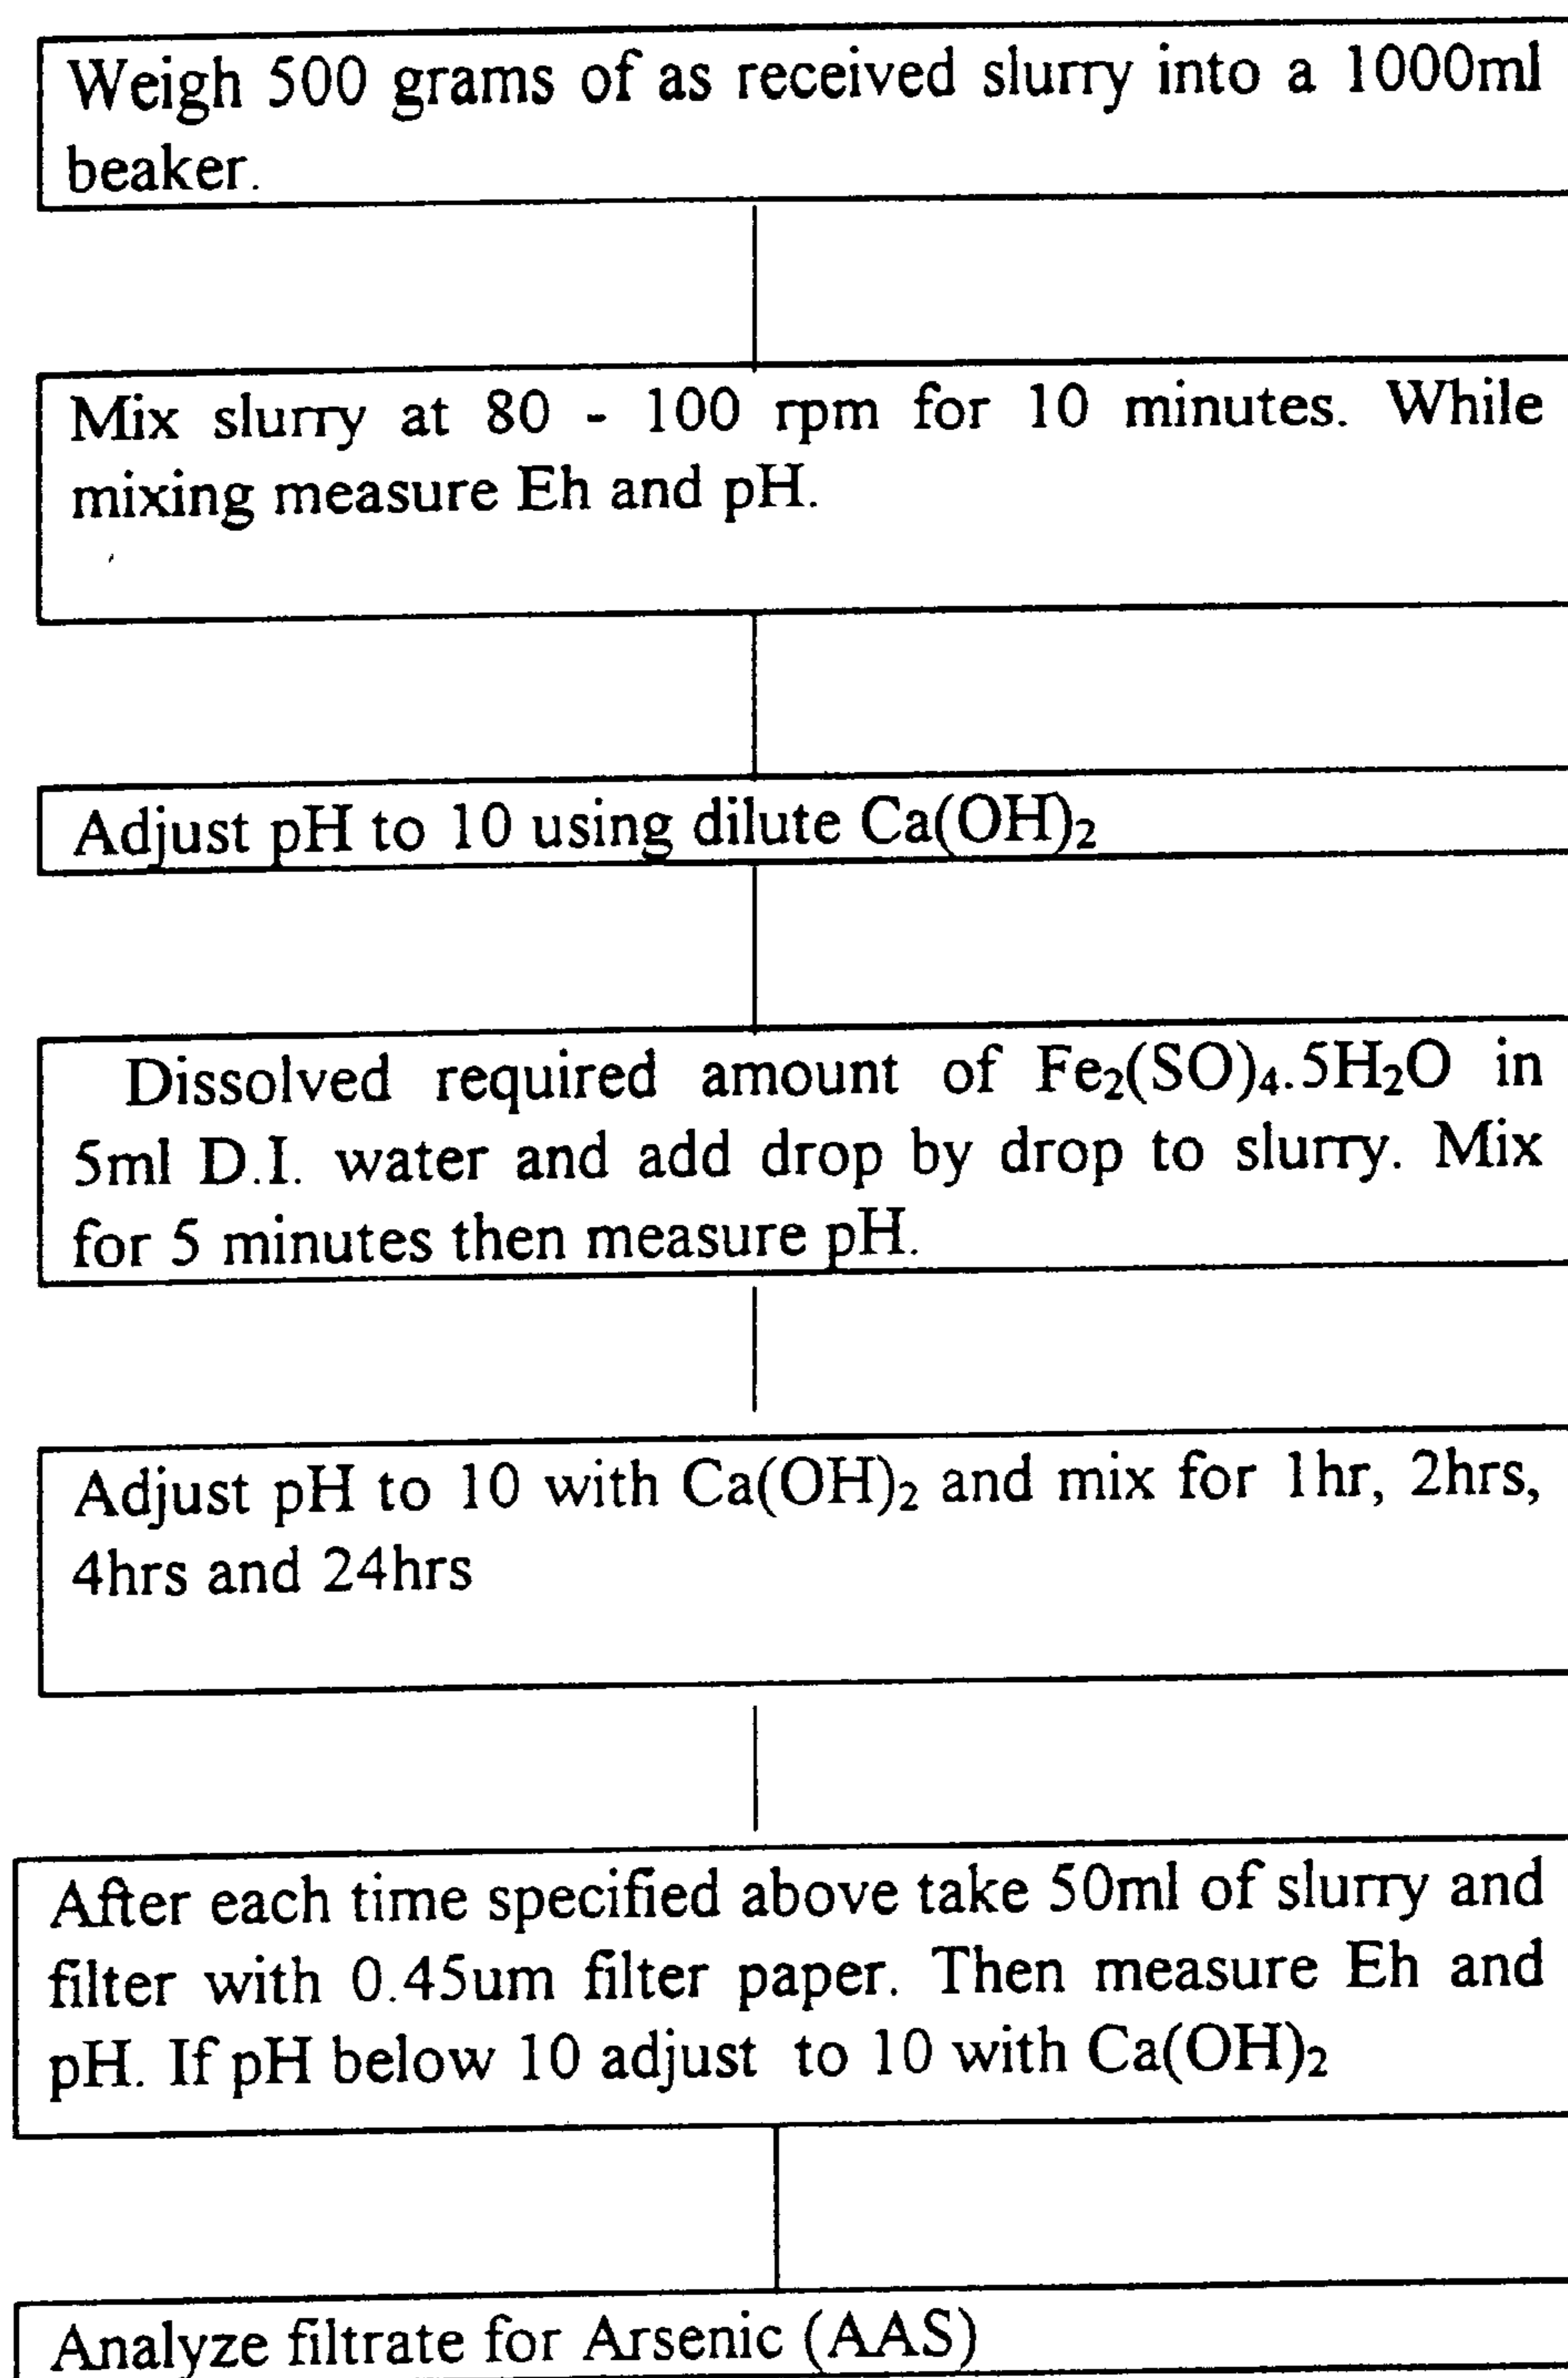 Weigh 500 grams of as received slurry into a 1000ml
beaker.
Mix slurry at 80 - 100 rpm for 10 minutes. While
mixing measure Eh and pH.
Adjust pH to 10 using dilute Ca(OH)₂
Dissolved required amount of Fe₂(SO)₄.5H₂O in
5ml D.I. water and add drop by drop to slurry. Mix
for 5 minutes then measure pH.
Adjust pH to 10 with Ca(OH)₂ and mix for 1hr, 2hrs,
4hrs and 24hrs
After each time specified above take 50ml of slurry and
filter with 0.45um filter paper. Then measure Eh and
pH. If pH below 10 adjust to 10 with Ca(OH)₂
Analyze filtrate for Arsenic (AAS)